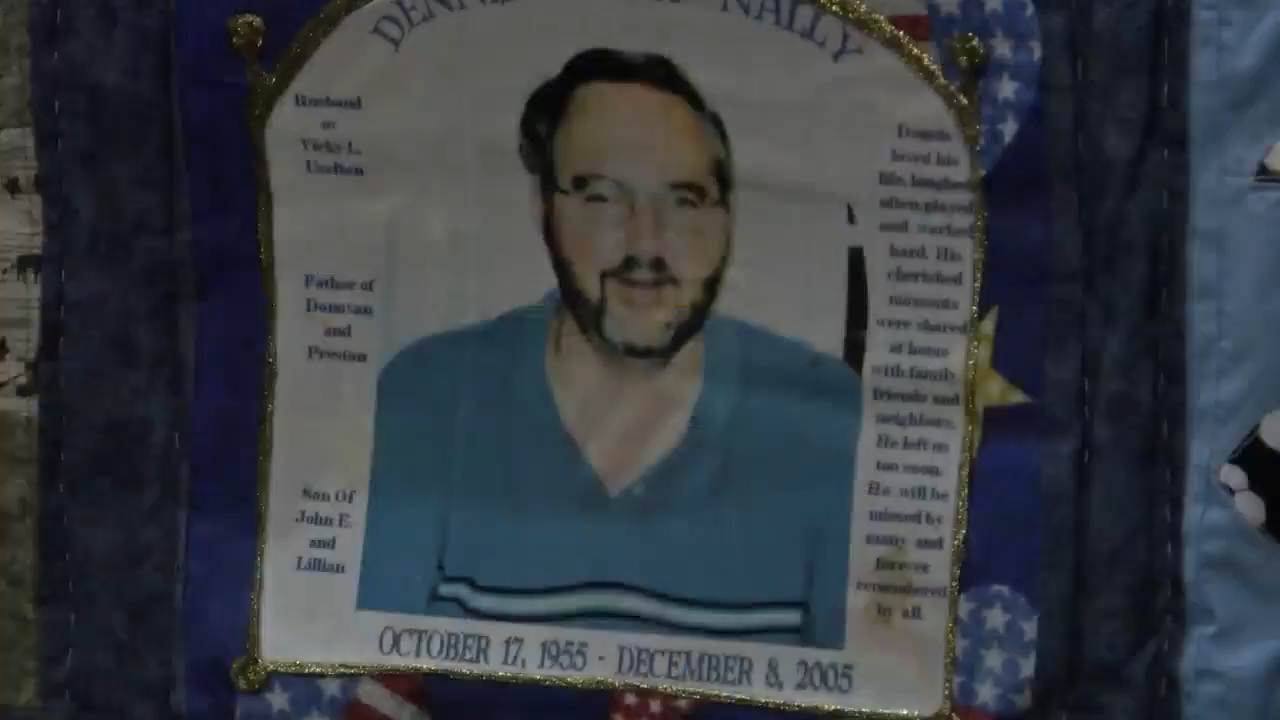 NALLY
Husband
Vicky L.
Father of
Donovan
and
Preston
Son Of
John E.
and
Lillian
Dennis
loved his
life, laughed
often, played
and worked
hard. His
cherished
moments
were shared
at home
with family,
friends and
neighbors.
He left us
too soon.
He will be
missed by
many and
forever
remembered
by all.
OCTOBER 17, 1955 - DECEMBER 8, 2005